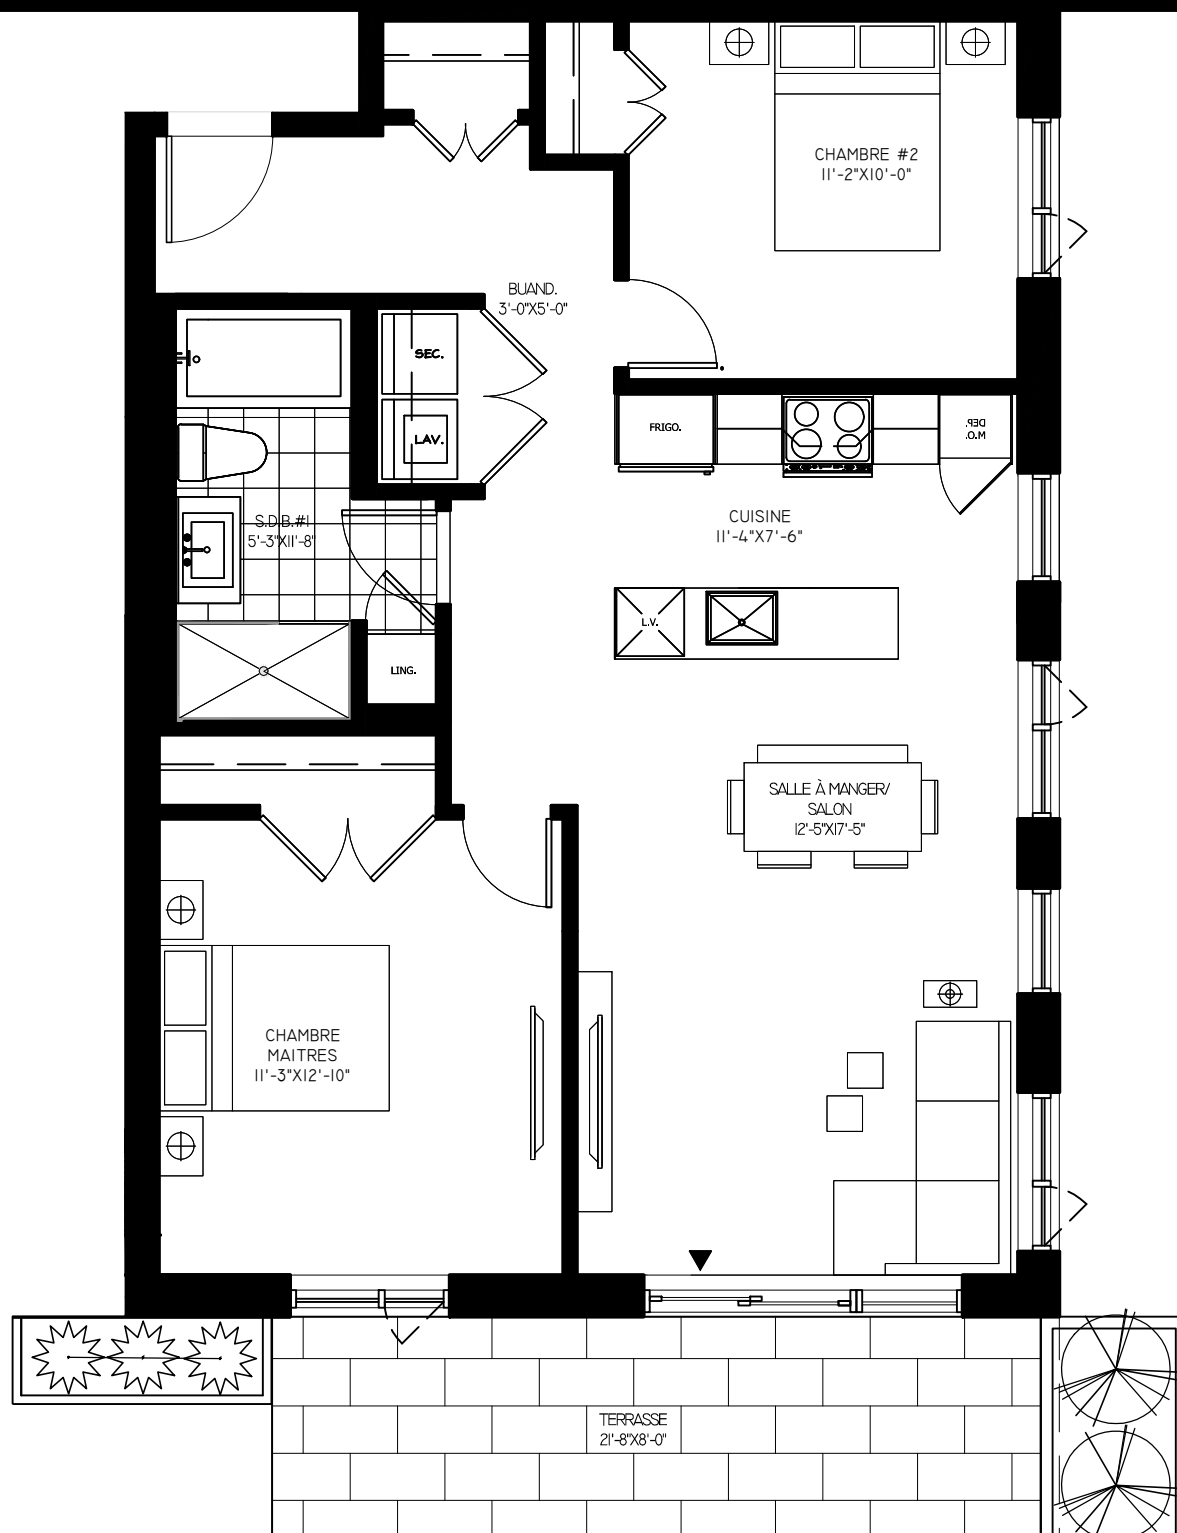 CHAMBRE #2
11'-2"X10'-0"
BUAND.
3'-0"X5'-0"
SEC.
LAV.
FRIGO.
DEP.
M.O.
S.D.B.#1
5'-3"X11'-8"
CUISINE
11'-4"X7'-6"
L.V.
LING.
SALLE À MANGER/
SALON
12'-5"X17'-5"
CHAMBRE
MAITRES
11'-3"X12'-10"
TERRASSE
21'-8"X8'-0"